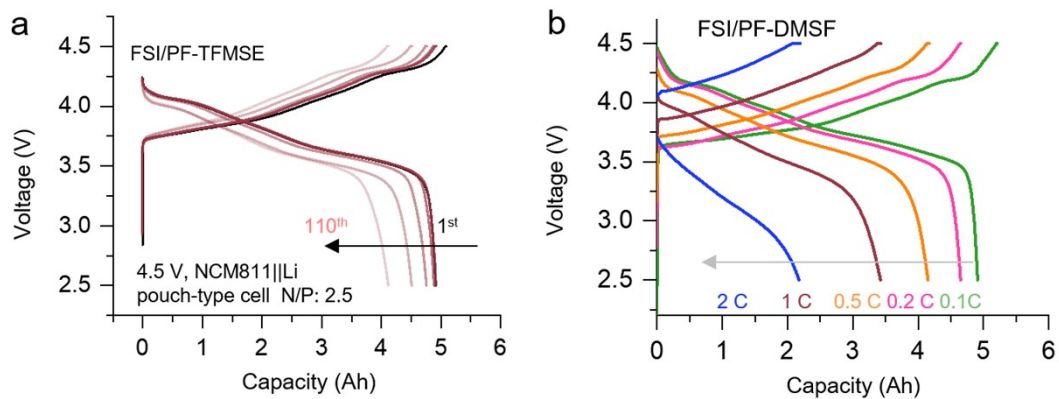 a
FSI/PF-TFMSE
4.5
4.0
3.5
3.0
2.5
Voltage (V)
110th
1st
4.5 V, NCM811||Li
pouch-type cell N/P: 2.5
0 1 2 3 4 5 6
Capacity (Ah)
b
FSI/PF-DMSF
4.5
4.0
3.5
3.0
2.5
Voltage (V)
2 C 1 C 0.5 C 0.2 C 0.1C
0 1 2 3 4 5 6
Capacity (Ah)